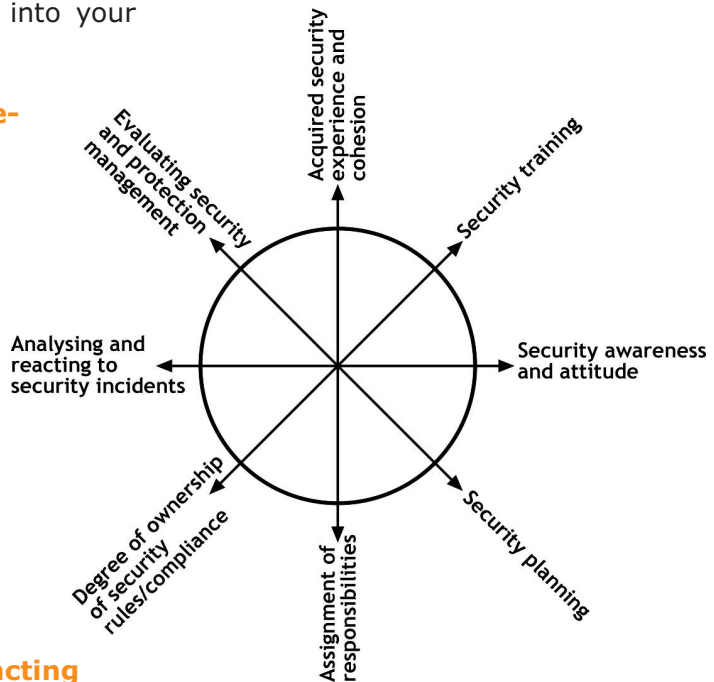 into your
e-
Acquired security
experience and
cohesion
Security training
Security awareness
and attitude
Security planning
Assignment of
responsibilities
Degree of ownership
of security
rules/compliance
Analysing and
reacting to
security incidents
Evaluating security
and protection
management
acting